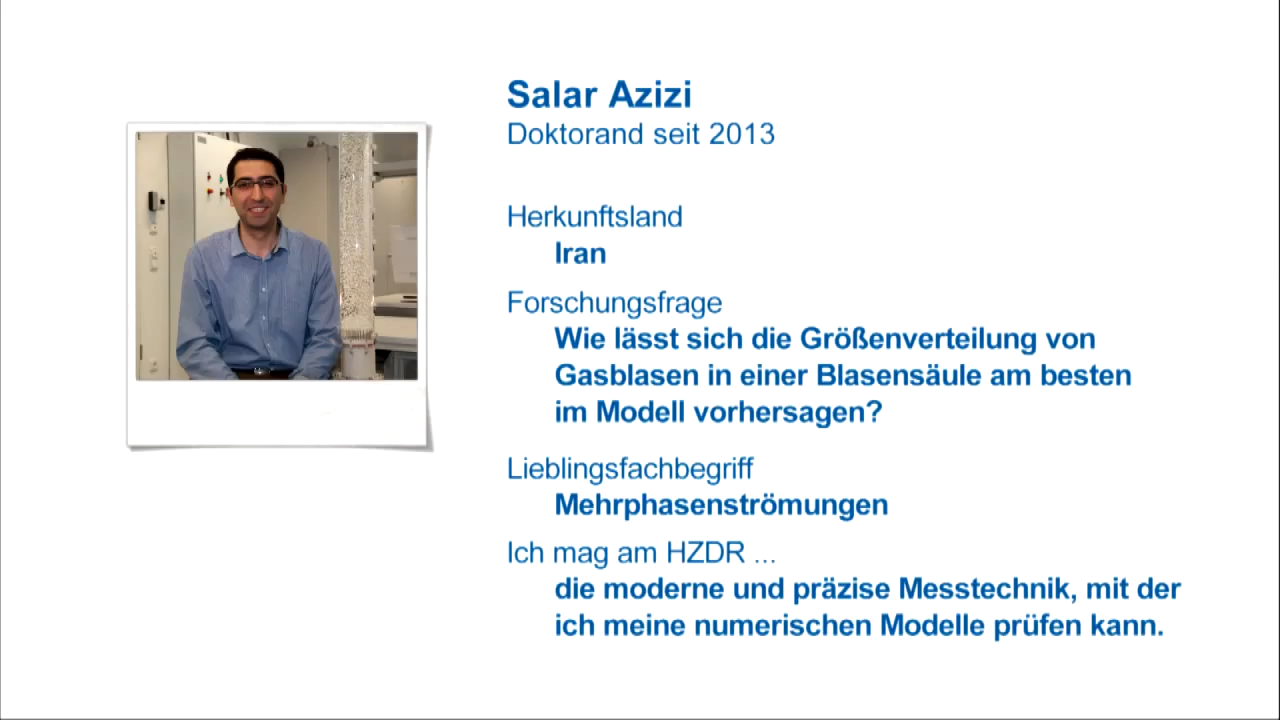 Salar Azizi
Doktorand seit 2013
Herkunftsland
Iran
Forschungsfrage
Wie lässt sich die Größenverteilung von
Gasblasen in einer Blasensäule am besten
im Modell vorhersagen?
Lieblingsfachbegriff
Mehrphasenströmungen
Ich mag am HZDR ...
die moderne und präzise Messtechnik, mit der
ich meine numerischen Modelle prüfen kann.